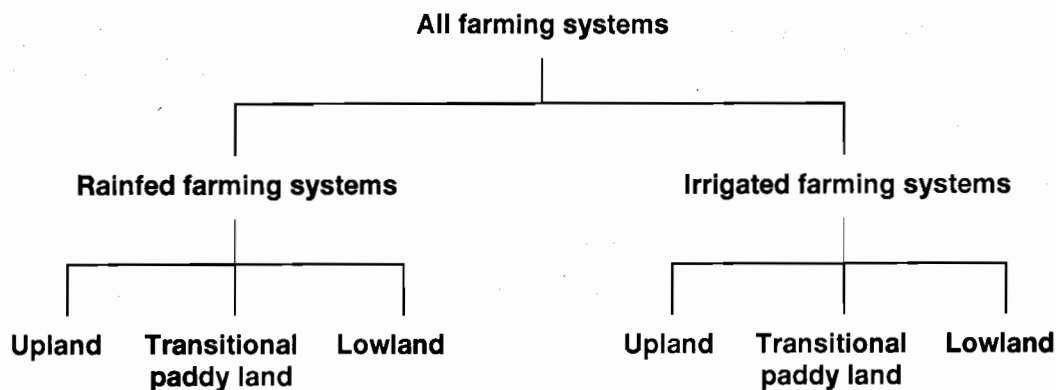 All farming systems
Rainfed farming systems
Irrigated farming systems
Upland
Transitional
paddy land
Lowland
Upland
Transitional
paddy land
Lowland